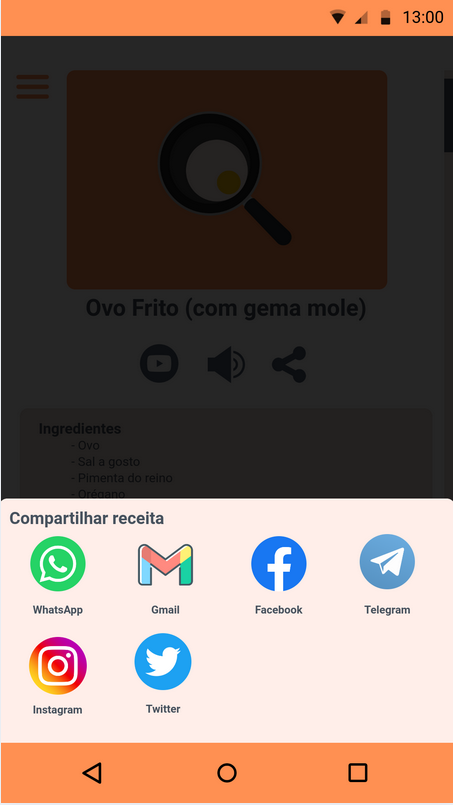 13:00
Ovo Frito (com gema mole)
Ingredientes
- Ovo
- Sal a gosto
- Pimenta do reino
- Orégano
Compartilhar receita
WhatsApp
Gmail
Facebook
Telegram
Instagram
Twitter